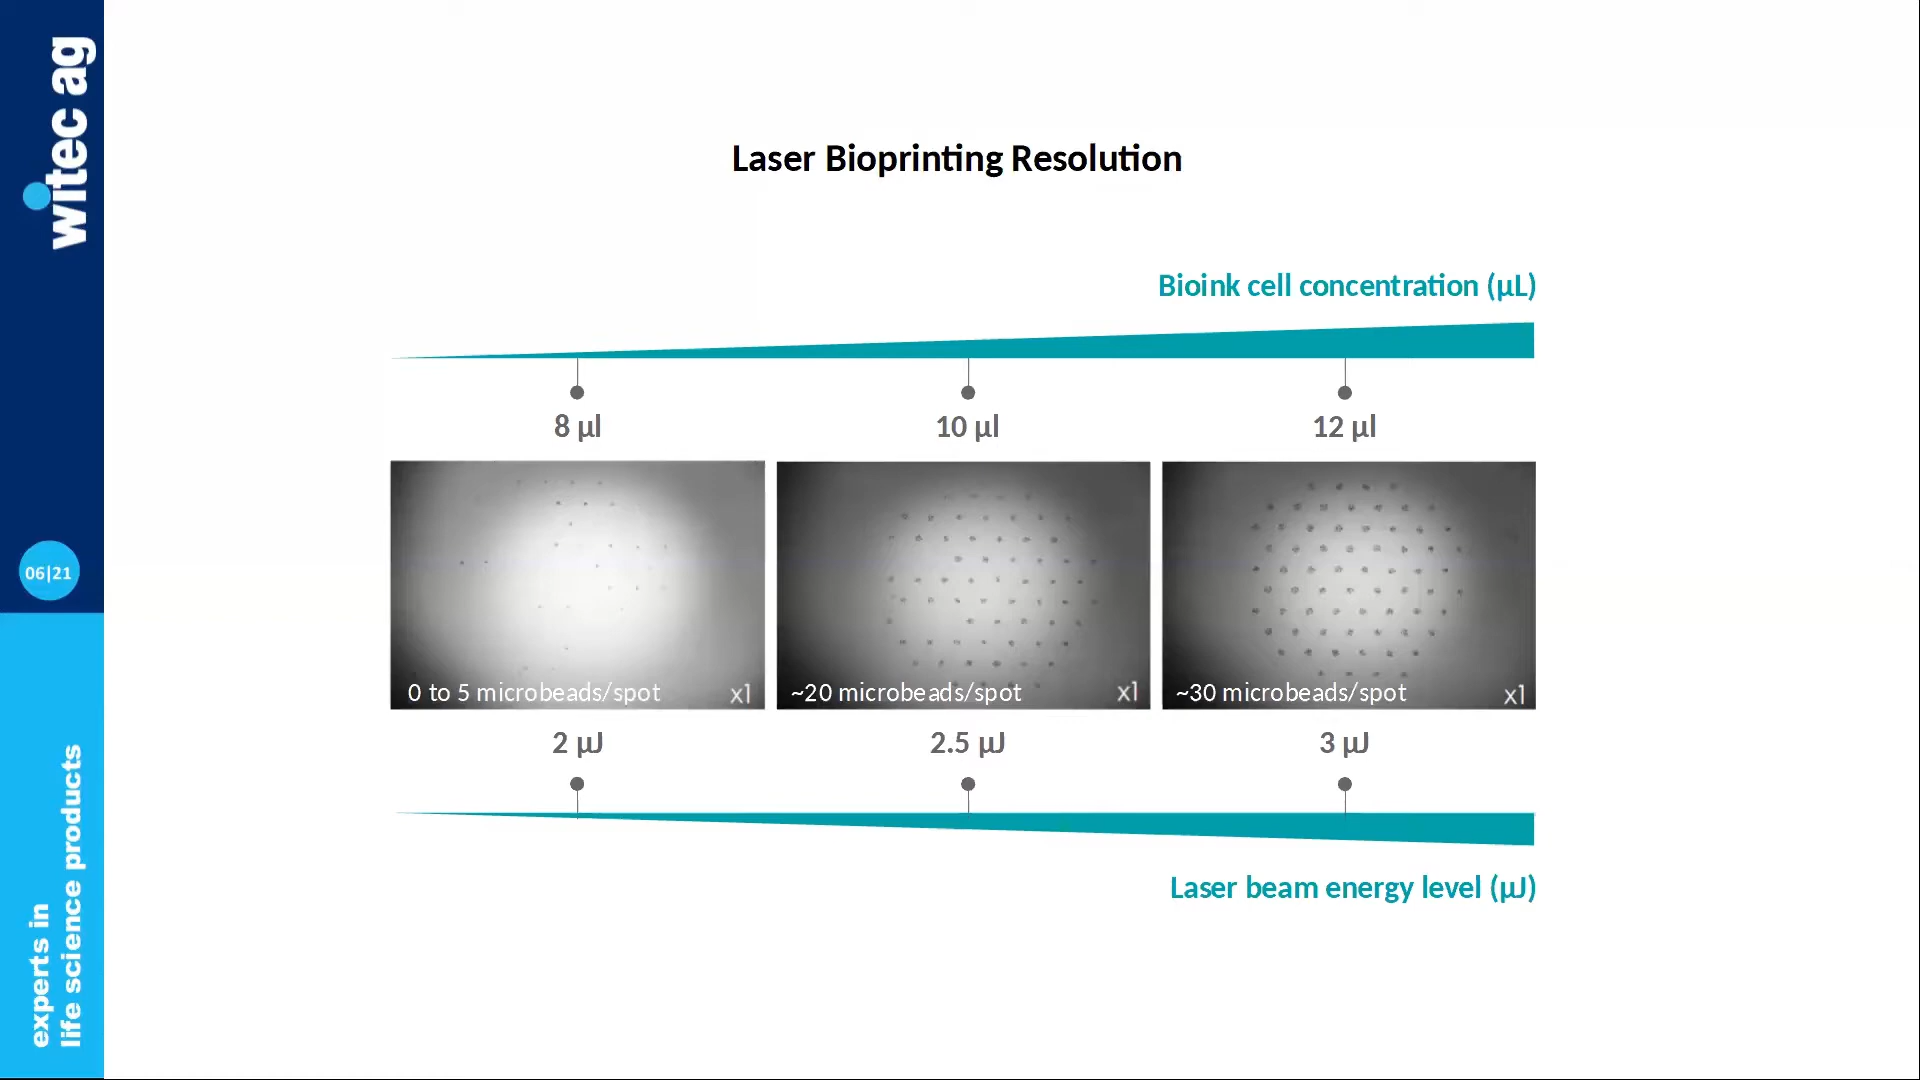 witec ag
06|21
experts in
life science products
Laser Bioprinting Resolution
Bioink cell concentration (µL)
8 µl
10 µl
12 µl
0 to 5 microbeads/spot
x1
~20 microbeads/spot
x1
~30 microbeads/spot
x1
2 µJ
2.5 µJ
3 µJ
Laser beam energy level (µJ)